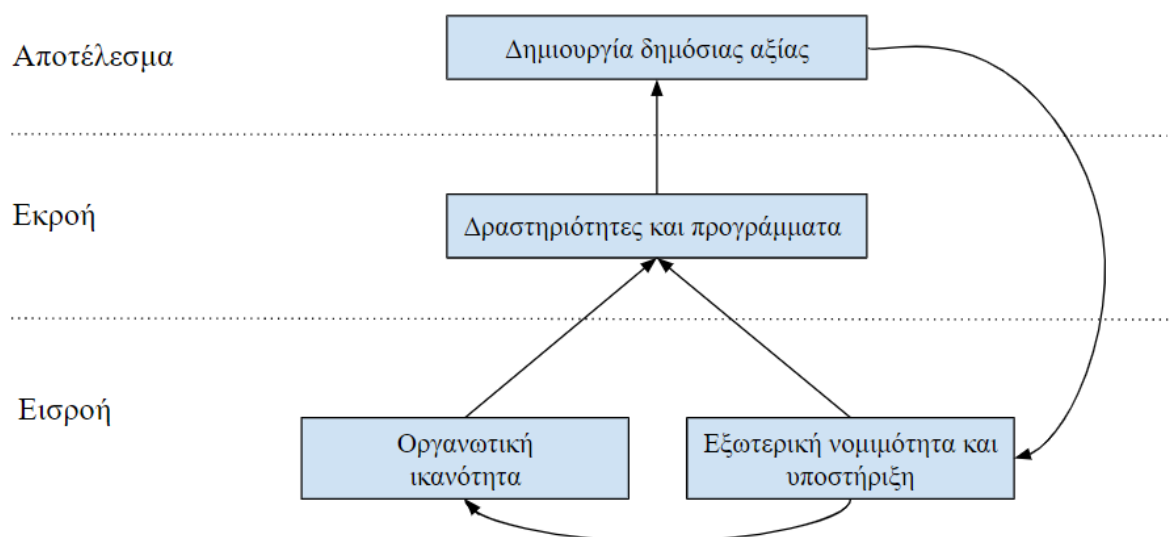 Αποτέλεσμα
Δημιουργία δημόσιας αξίας
Εκροή
Δραστηριότητες και προγράμματα
Εισροή
Οργανωτική
ικανότητα
Εξωτερική νομιμότητα και
υποστήριξη